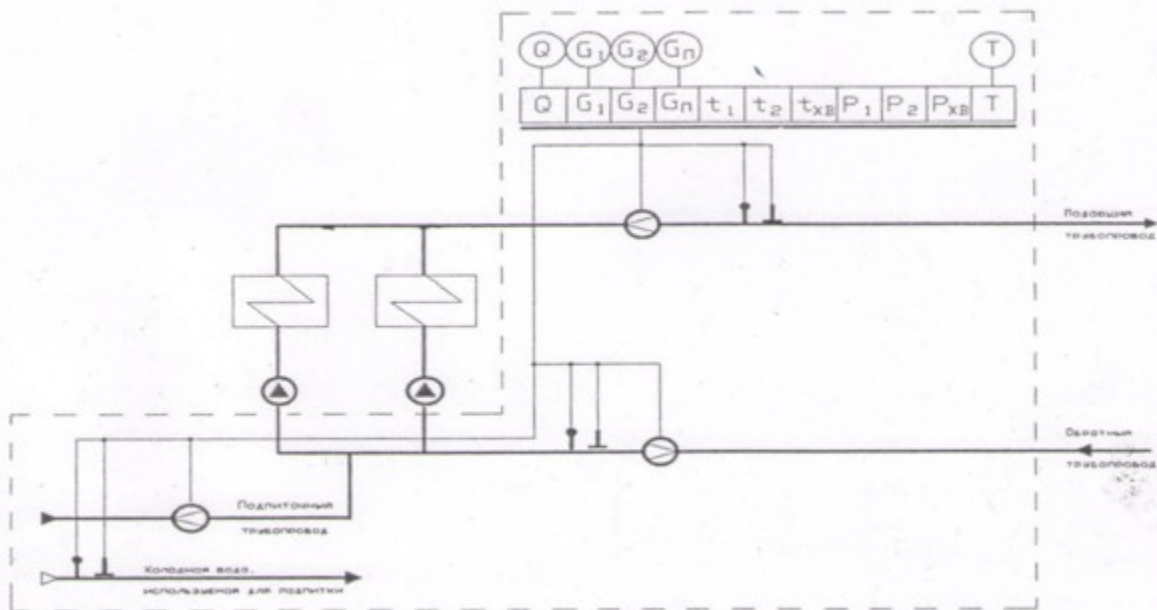 Q G₁ G₂ Gп T
Q G₁ G₂ Gп t₁ t₂ tхв P₁ P₂ Pхв T
Подающий
трубопровод
Обратный
трубопровод
Подпиточный
трубопровод
Холодная вода,
используемая для подпитки